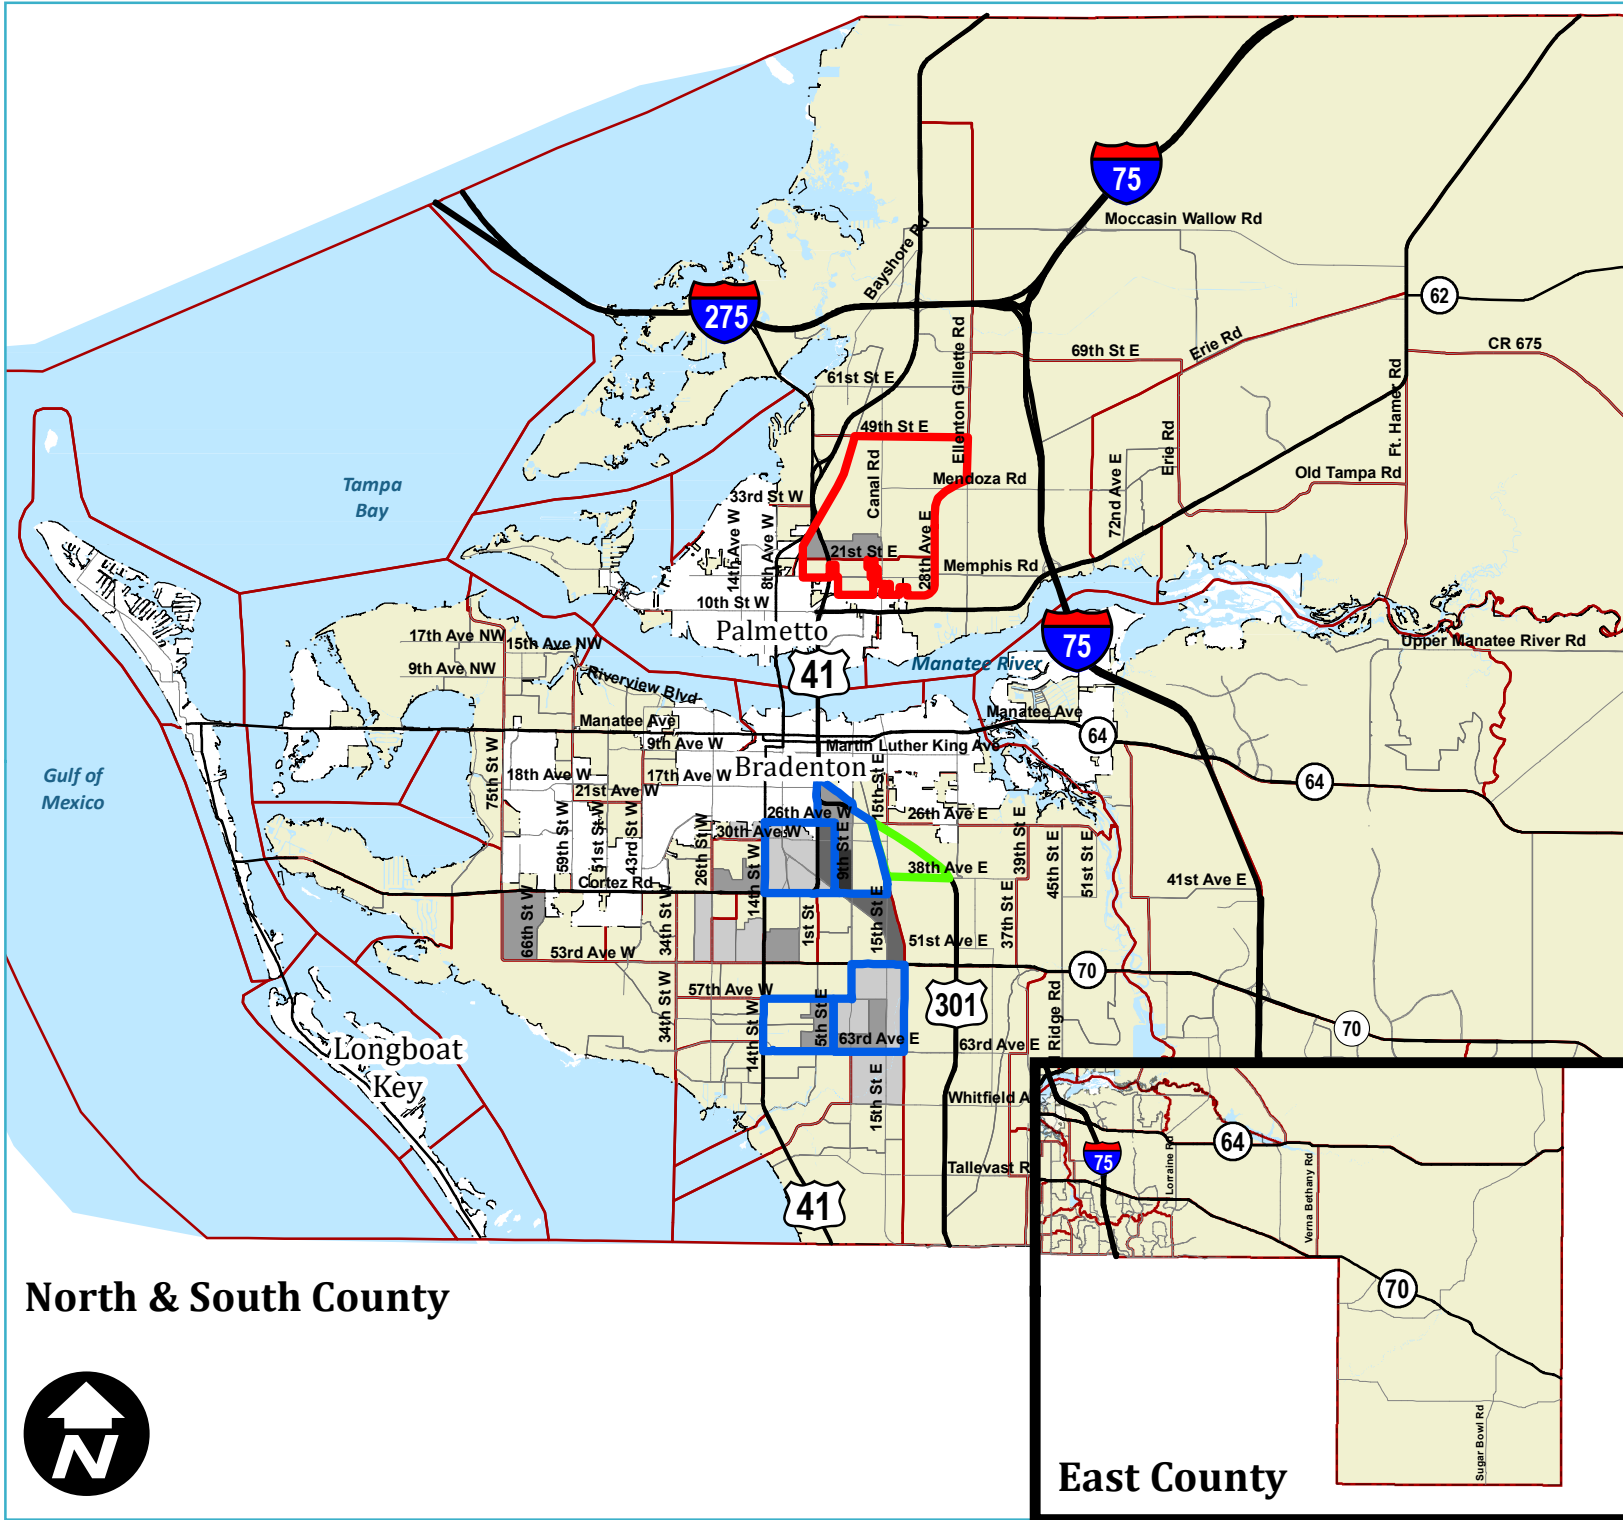 75
Moccasin Wallow Rd
Bayshore Rd
62
275
Ellenton Gillette Rd
69th St E
Erie Rd
CR 675
61st St E
Ft. Hamer Rd
49th St E
Canal Rd
Erie Rd
72nd Ave E
Mendoza Rd
Old Tampa Rd
Tampa
Bay
33rd St W
14th Ave W
8th Ave W
21st St E
28th Ave E
Memphis Rd
10th St W
Palmetto
17th Ave NW
15th Ave NW
75
Upper Manatee River Rd
9th Ave NW
41
Manatee River
Riverview Blvd
Manatee Ave
Manatee Ave
64
9th Ave W
Martin Luther King Ave
Gulf of
Mexico
75th St W
18th Ave W
17th Ave W
Bradenton
15th St E
64
21st Ave W
59th St W
51st St W
43rd St W
26th Ave W
26th Ave E
30th Ave W
26th St W
14th St W
9th St E
39th St E
45th St E
51st St E
38th Ave E
Cortez Rd
41st Ave E
66th St W
34th St W
1st St
15th St E
37th St E
53rd Ave W
51st Ave E
70
57th Ave W
34th St W
14th St W
5th St E
301
Ridge Rd
70
63rd Ave E
63rd Ave E
Longboat
Key
15th St E
Whitfield A
Tallevast R
41
64
75
Lorraine Rd
Verna Bethany Rd
70
Sugar Bowl Rd
North & South County
East County
N